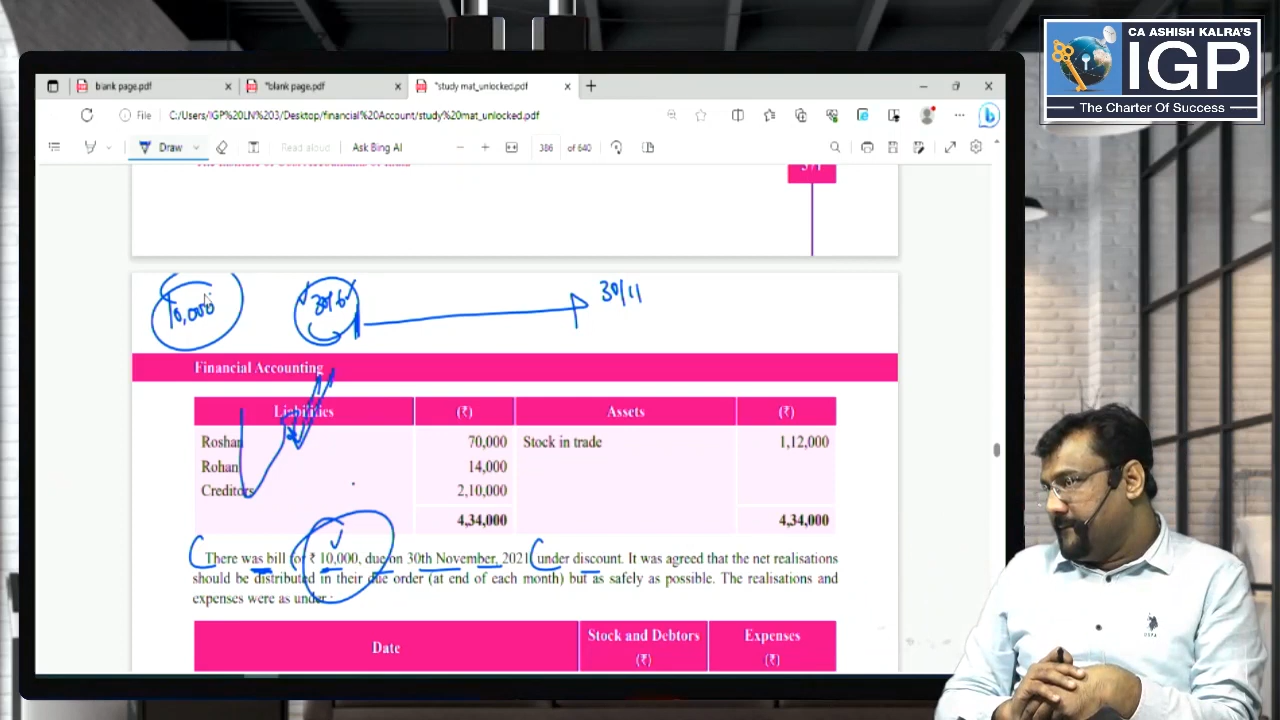 CA ASHISH KALRA'S
IGP
The Charter Of Success
blank page.pdf
*blank page.pdf
*study mat_unlocked.pdf
File
C:/Users/IGP%20LN%203/Desktop/financial%20Account/study%20mat_unlocked.pdf
Draw
Read aloud
Ask Bing AI
386
of 640
10,000
30/6
30/11
Financial Accounting
Liabilities (₹) Assets (₹)
Roshan 70,000 Stock in trade 1,12,000
Rohan 14,000
Creditors 2,10,000
4,34,000 4,34,000
There was bill for ₹ 10,000, due on 30th November, 2021 under discount. It was agreed that the net realisations
should be distributed in their due order (at end of each month) but as safely as possible. The realisations and
expenses were as under :
Date Stock and Debtors (₹) Expenses (₹)